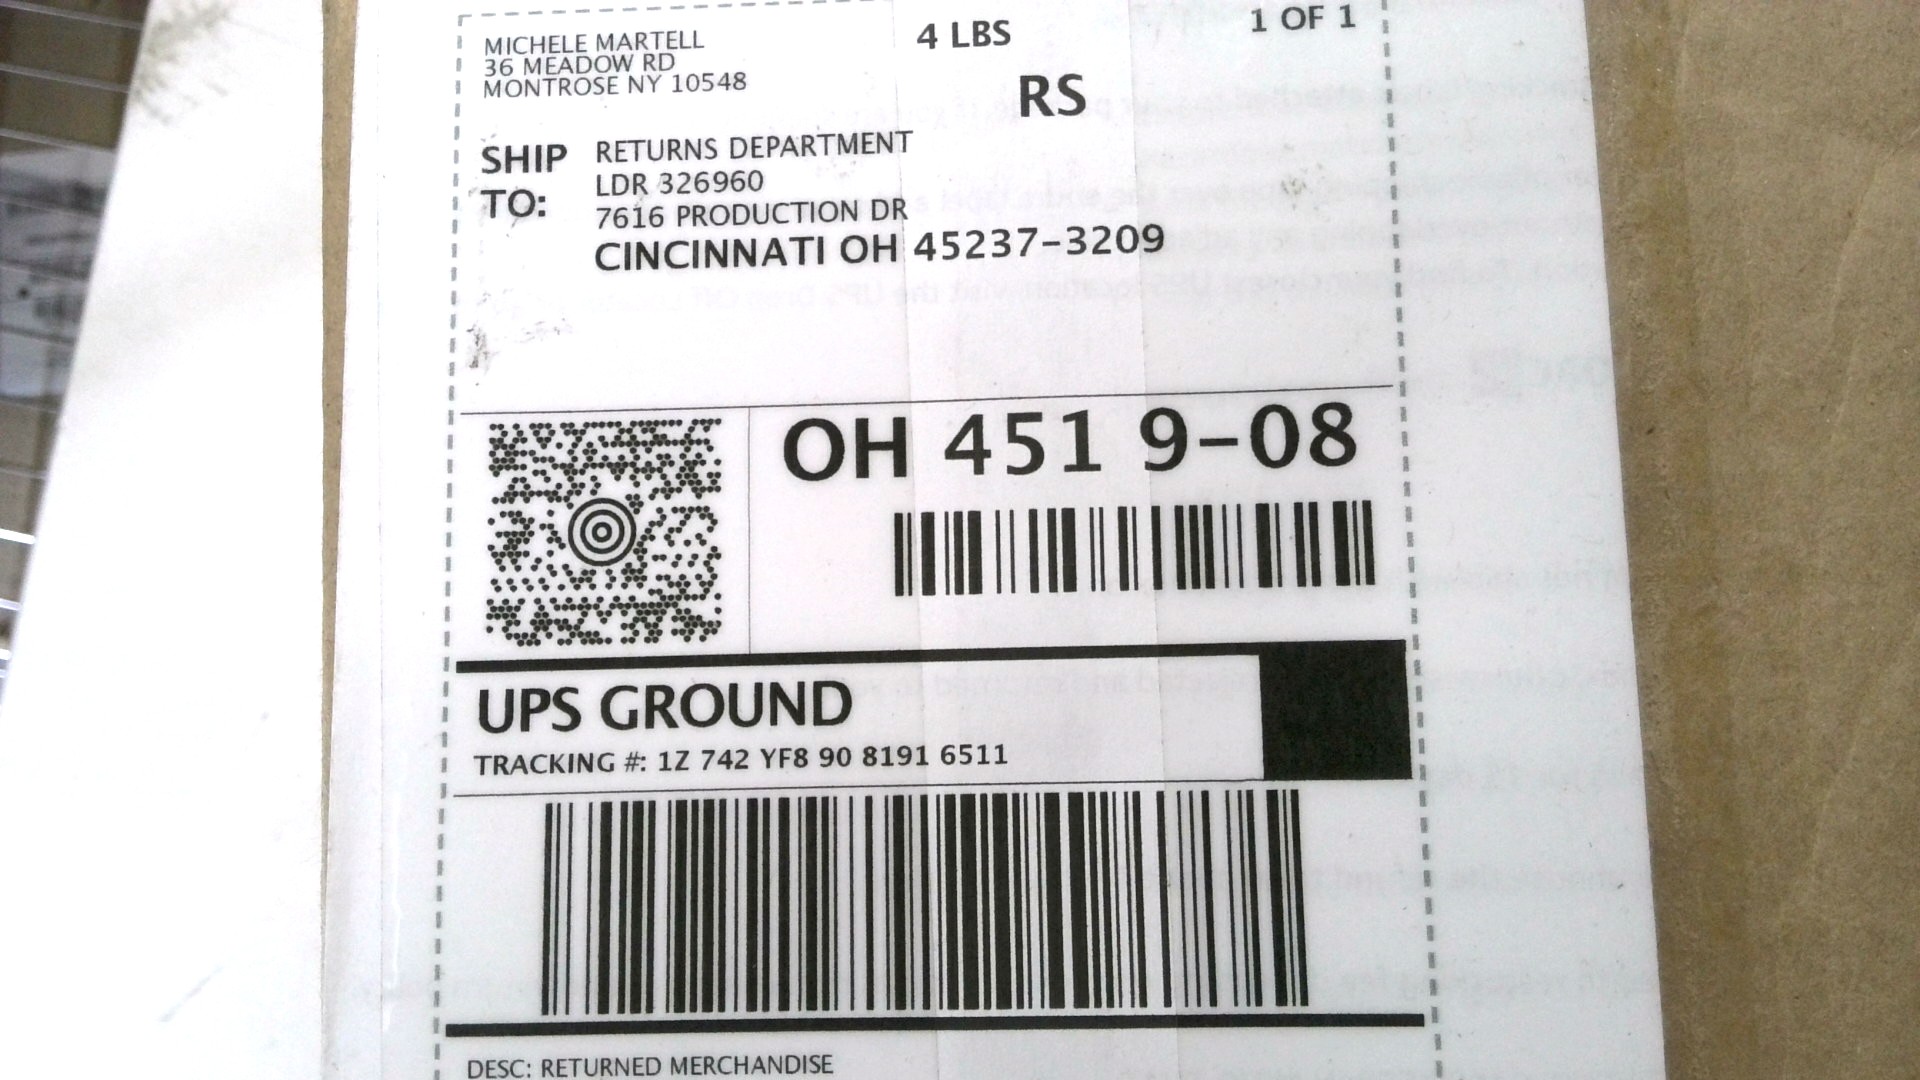 MICHELE MARTELL
36 MEADOW RD
MONTROSE NY 10548
4 LBS
1 OF 1
RS
SHIP TO:
RETURNS DEPARTMENT
LDR 326960
7616 PRODUCTION DR
CINCINNATI OH 45237-3209
OH 451 9-08
UPS GROUND
TRACKING #: 1Z 742 YF8 90 8191 6511
DESC: RETURNED MERCHANDISE